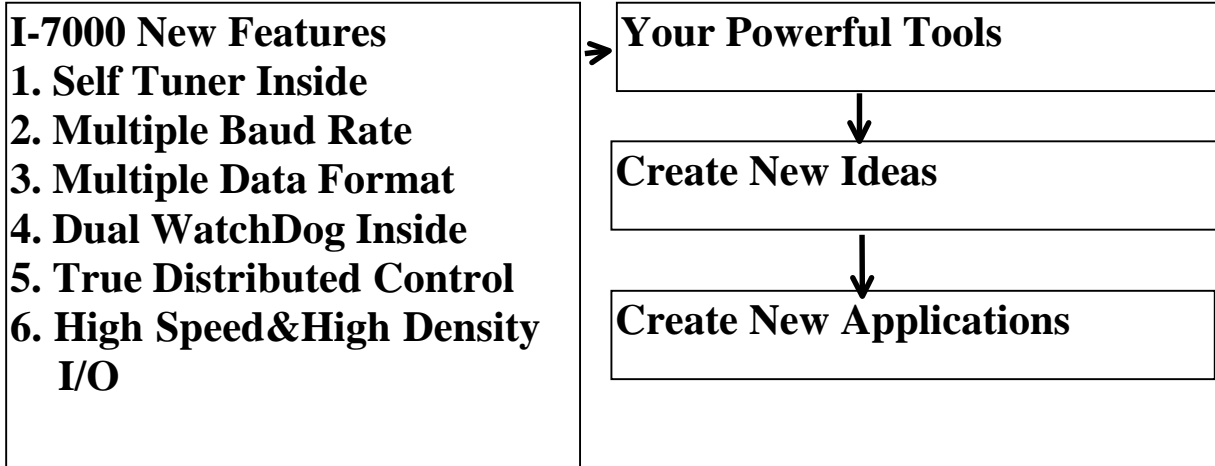 I-7000 New Features
1. Self Tuner Inside
2. Multiple Baud Rate
3. Multiple Data Format
4. Dual WatchDog Inside
5. True Distributed Control
6. High Speed&High Density
I/O
Your Powerful Tools
Create New Ideas
Create New Applications